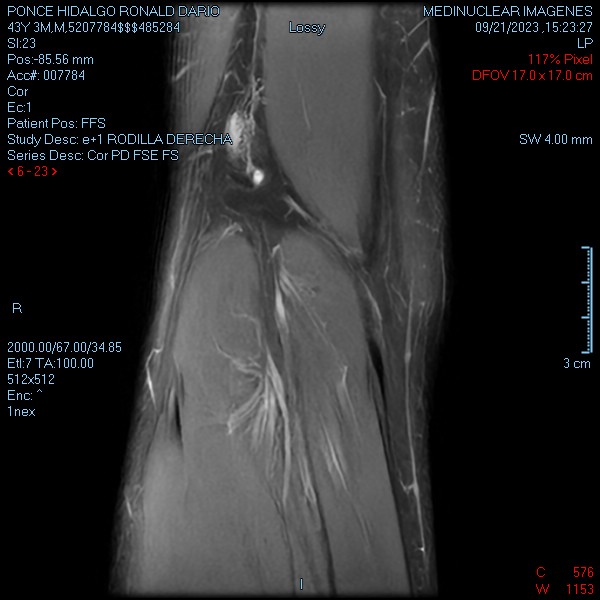 PONCE HIDALGO RONALD DARIO
43Y 3M,M,5207784$$$485284
SI:23
Pos:-85.56 mm
Acc#: 007784
Cor
Ec:1
Patient Pos: FFS
Study Desc: e+1 RODILLA DERECHA
Series Desc: Cor PD FSE FS
< 6 - 23 >
Lossy
MEDINUCLEAR IMAGENES
09/21/2023 ,15:23:27
LP
117% Pixel
DFOV 17.0 x 17.0 cm
SW 4.00 mm
R
3 cm
2000.00/67.00/34.85
Etl:7 TA:100.00
512x512
Enc: ^
1nex
I
C 576
W 1153